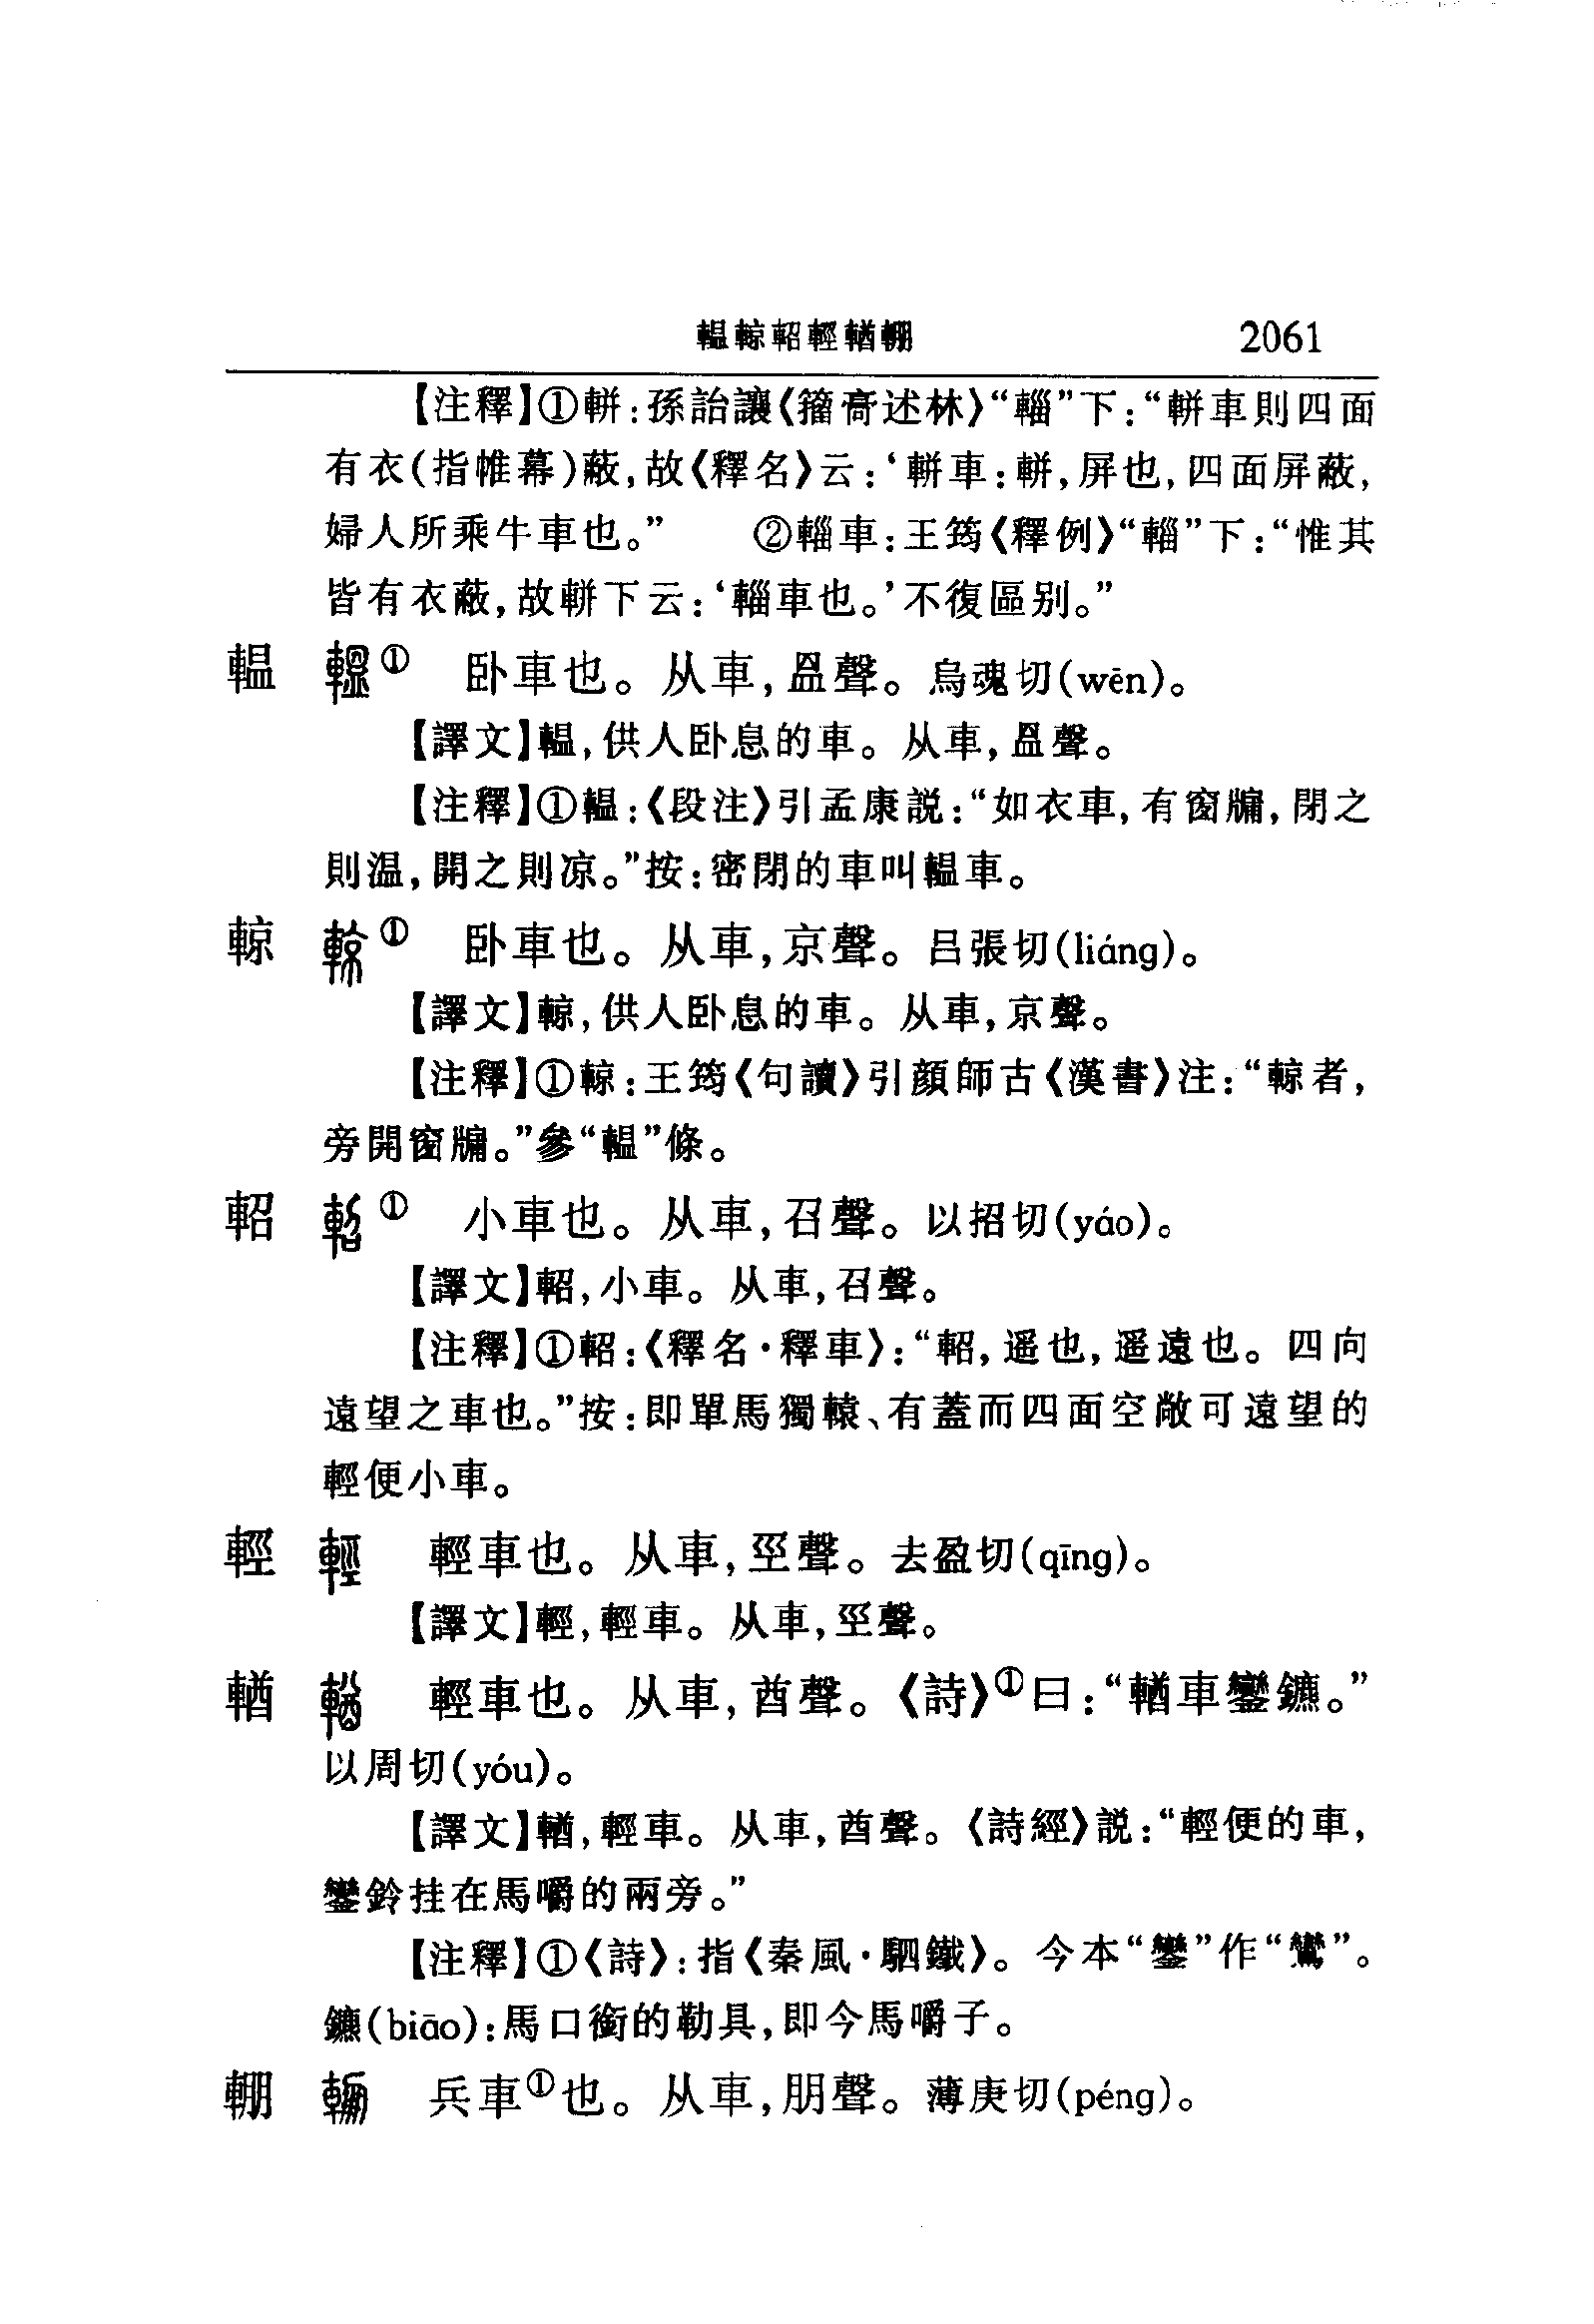 轀輬軺輕輶輣 2061
【注釋】①軿:孫詒讓《籀䯧述林》“輜”下:“軿車則四面
有衣(指帷幕)蔽,故《釋名》云:‘軿車:軿,屏也,四面屏蔽,
婦人所乘牛車也。” ②輜車:王筠《釋例》“輜”下:“惟其
皆有衣蔽,故軿下云:‘輜車也。’不復區别。”
轀 ① 卧車也。从車,𥁕聲。烏魂切(wēn)。
【譯文】轀,供人卧息的車。从車,𥁕聲。
【注釋】①轀:《段注》引孟康説:“如衣車,有窗牖,閉之
則温,開之則凉。”按:密閉的車叫轀車。
輬 ① 卧車也。从車,京聲。吕張切(liáng)。
【譯文】輬,供人卧息的車。从車,京聲。
【注釋】①輬:王筠《句讀》引顔師古《漢書》注:“輬者,
旁開窗牖。”參“轀”條。
軺 ① 小車也。从車,召聲。以招切(yáo)。
【譯文】軺,小車。从車,召聲。
【注釋】①軺:《釋名·釋車》:“軺,遥也,遥遠也。四向
遠望之車也。”按:即單馬獨轅、有蓋而四面空敞可遠望的
輕便小車。
輕 輕車也。从車,巠聲。去盈切(qīng)。
【譯文】輕,輕車。从車,巠聲。
輶 輕車也。从車,酋聲。《詩》①曰:“輶車鑾鑣。”
以周切(yóu)。
【譯文】輶,輕車。从車,酋聲。《詩經》説:“輕便的車,
鑾鈴挂在馬嚼的兩旁。”
【注釋】①《詩》:指《秦風·駟鐵》。今本“鑾”作“鸞”。
鑣(biāo):馬口銜的勒具,即今馬嚼子。
輣 兵車①也。从車,朋聲。薄庚切(péng)。